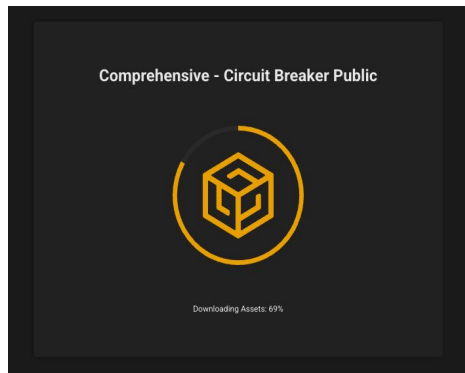 Comprehensive - Circuit Breaker Public
Downloading Assets: 69%